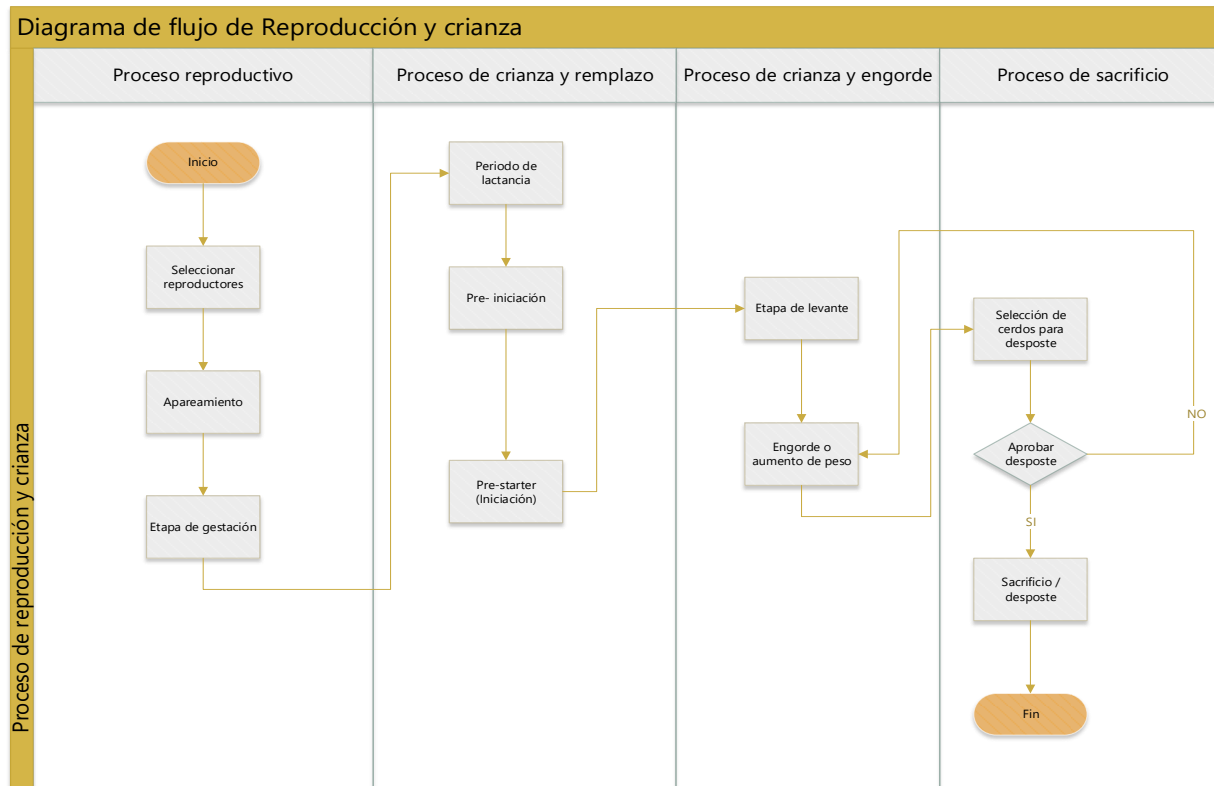 Diagrama de flujo de Reproducción y crianza
Proceso de reproducción y crianza
Proceso reproductivo
Proceso de crianza y remplazo
Proceso de crianza y engorde
Proceso de sacrificio
Inicio
Seleccionar
reproductores
Apareamiento
Etapa de gestación
Periodo de
lactancia
Pre- iniciación
Pre-starter
(Iniciación)
Etapa de levante
Engorde o
aumento de peso
Selección de
cerdos para
desposte
Aprobar
desposte
NO
SI
Sacrificio /
desposte
Fin